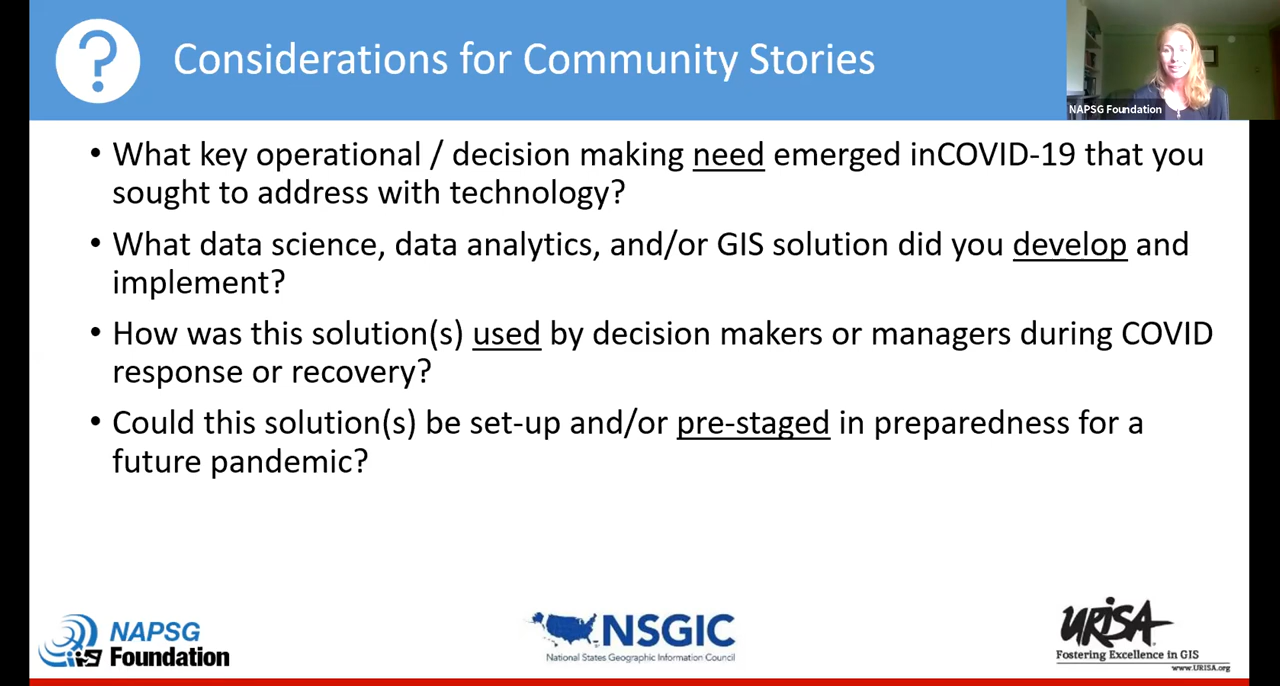 ?
Considerations for Community Stories
NAPSG Foundation
• What key operational / decision making need emerged inCOVID-19 that you
sought to address with technology?
• What data science, data analytics, and/or GIS solution did you develop and
implement?
• How was this solution(s) used by decision makers or managers during COVID
response or recovery?
• Could this solution(s) be set-up and/or pre-staged in preparedness for a
future pandemic?
NAPSG
Foundation
NSGIC
National States Geographic Information Council
URISA
Fostering Excellence in GIS
www.URISA.org